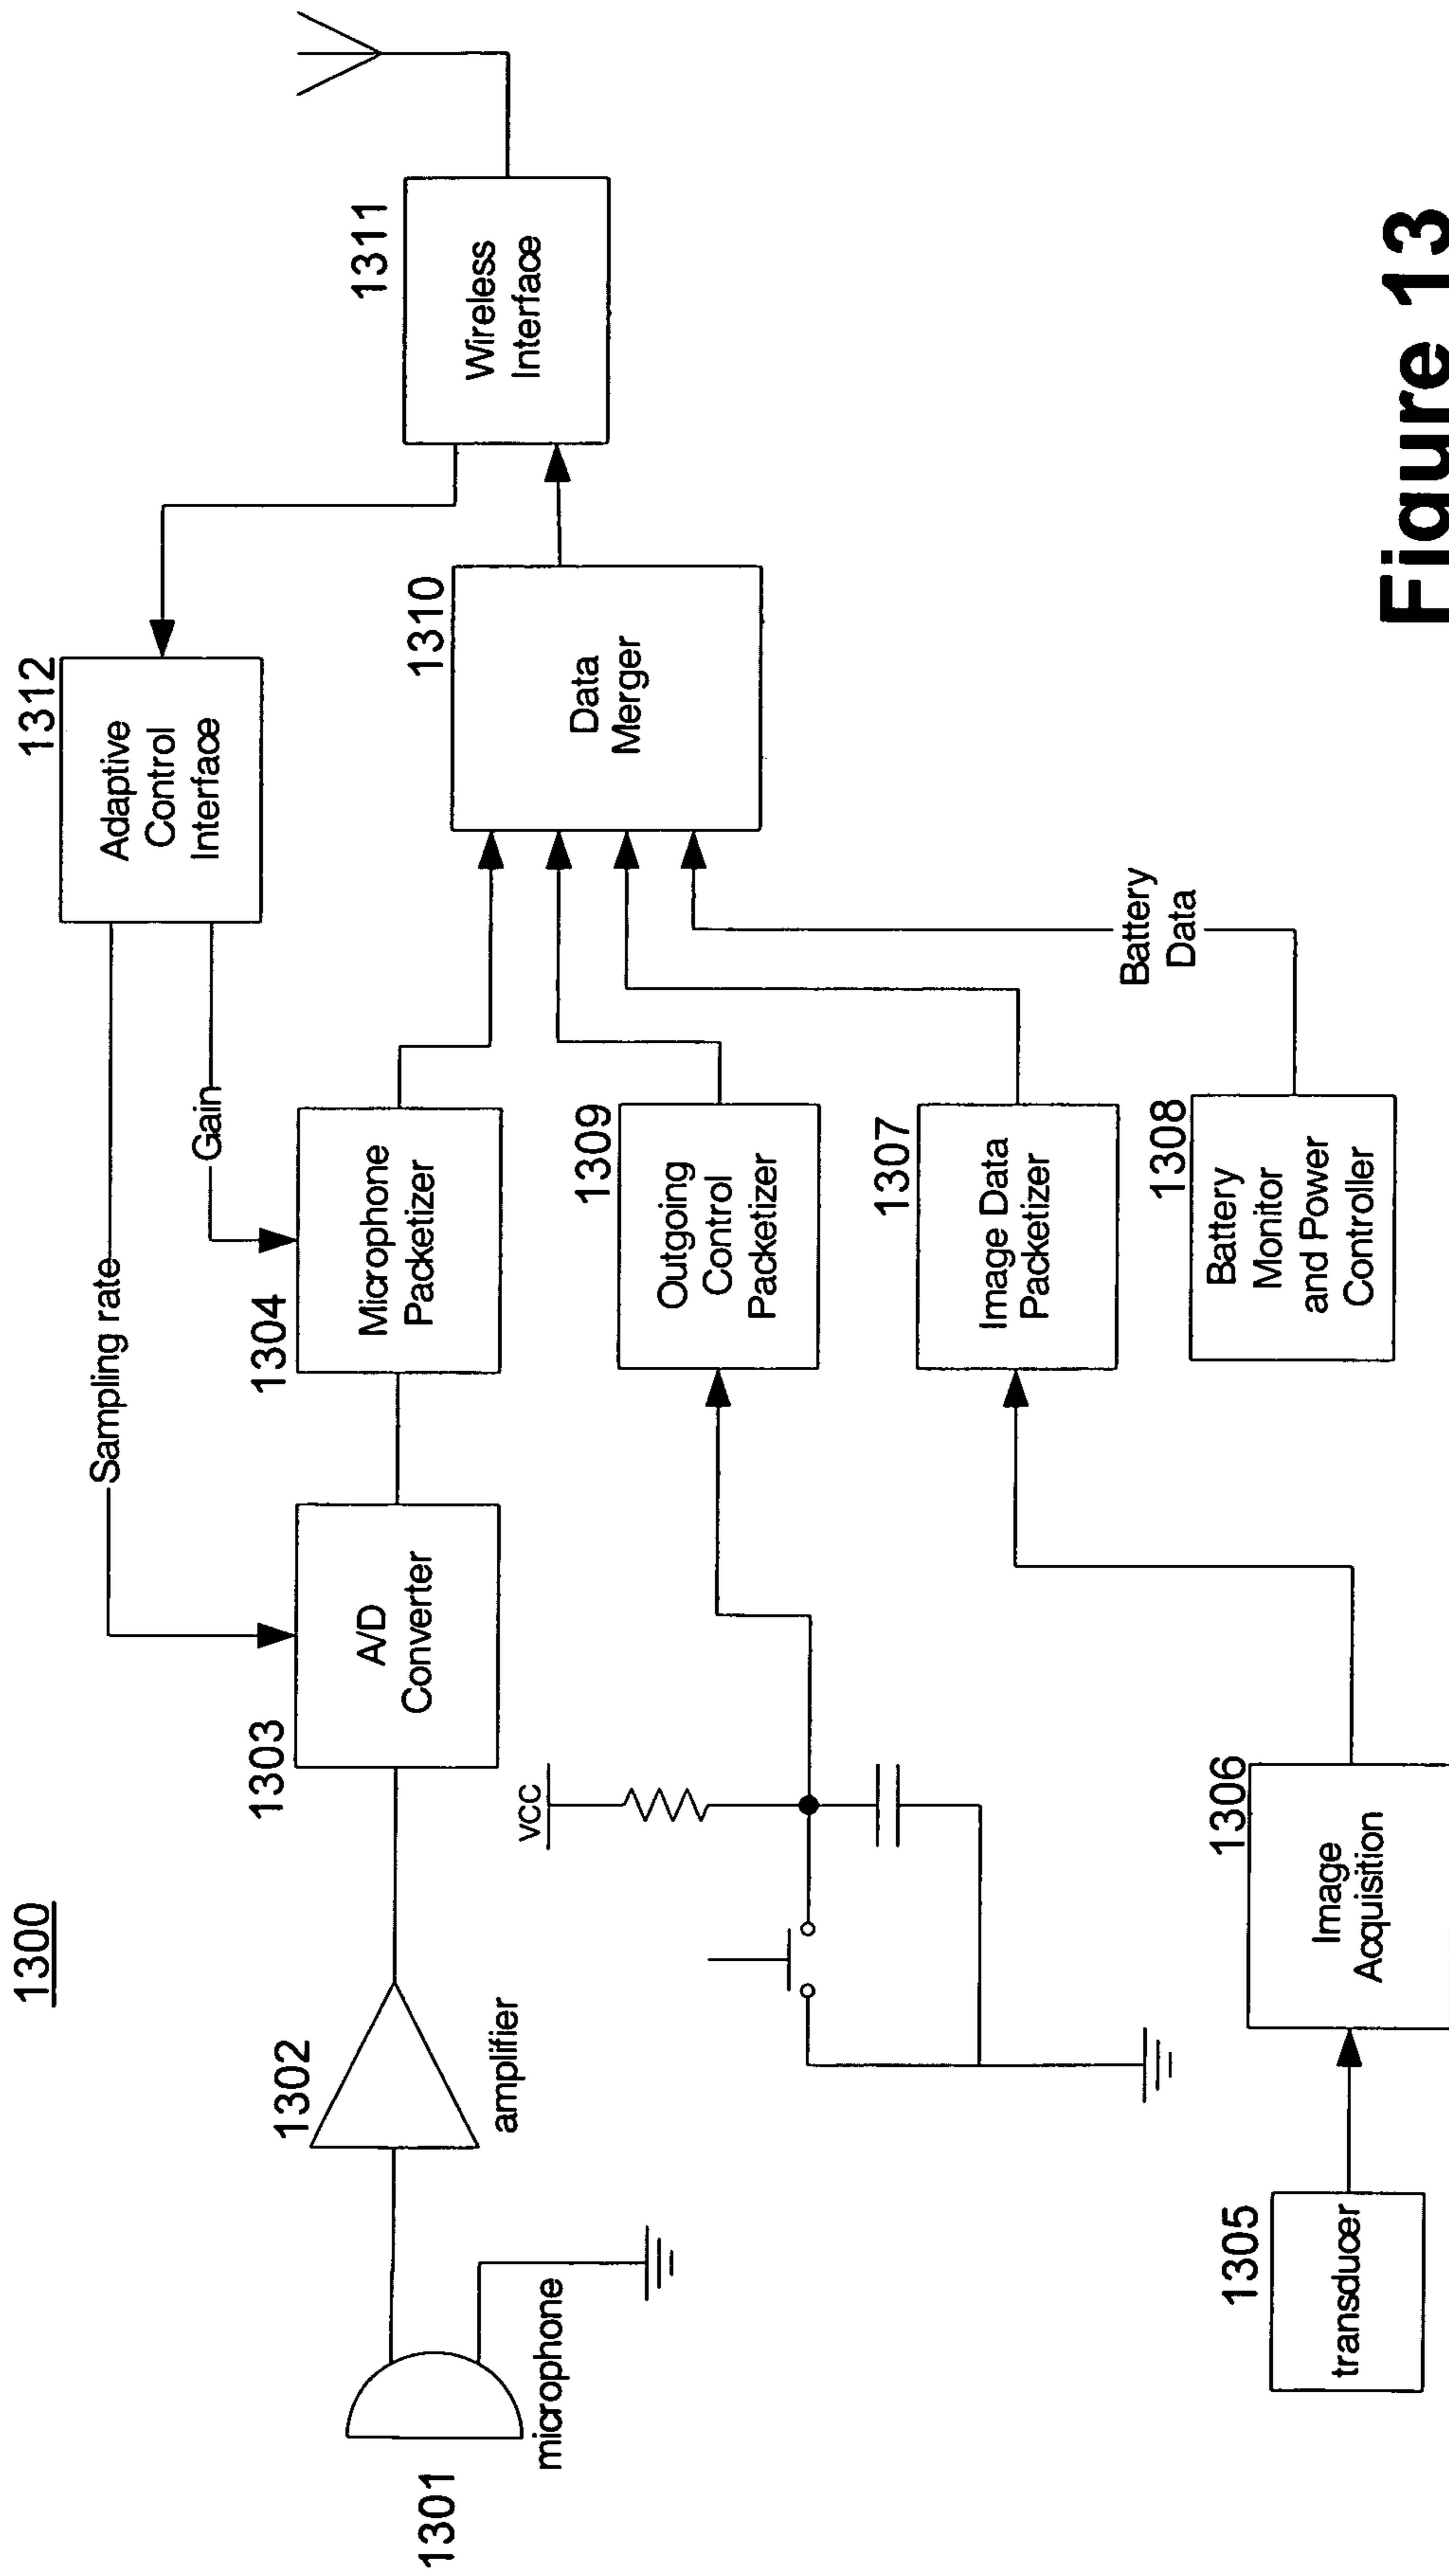 1300
1312
Adaptive
Control
Interface
Sampling rate
Gain
1311
Wireless
Interface
1301
microphone
1302
amplifier
1303
A/D
Converter
1304
Microphone
Packetizer
1310
Data
Merger
vcc
1309
Outgoing
Control
Packetizer
1307
Image Data
Packetizer
1305
transducer
1306
Image
Acquisition
1308
Battery
Monitor
and Power
Controller
Battery
Data
Figure 13